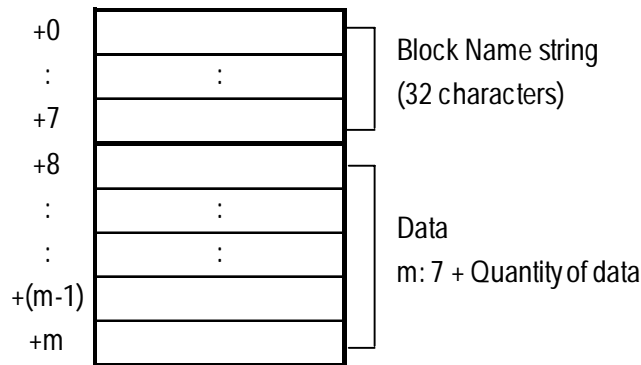 +0
:
:
+7
Block Name string
(32 characters)
+8
:
:
:
:
+(m-1)
+m
Data
m: 7 + Quantity of data